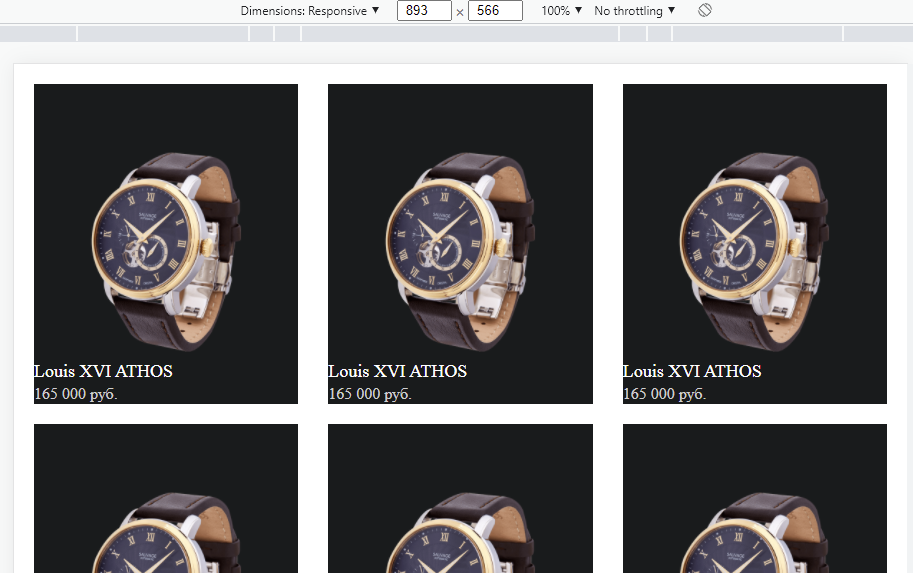 Dimensions: Responsive ▼ 893 × 566 100% ▼ No throttling ▼
Louis XVI ATHOS Louis XVI ATHOS Louis XVI ATHOS
165 000 руб. 165 000 руб. 165 000 руб.